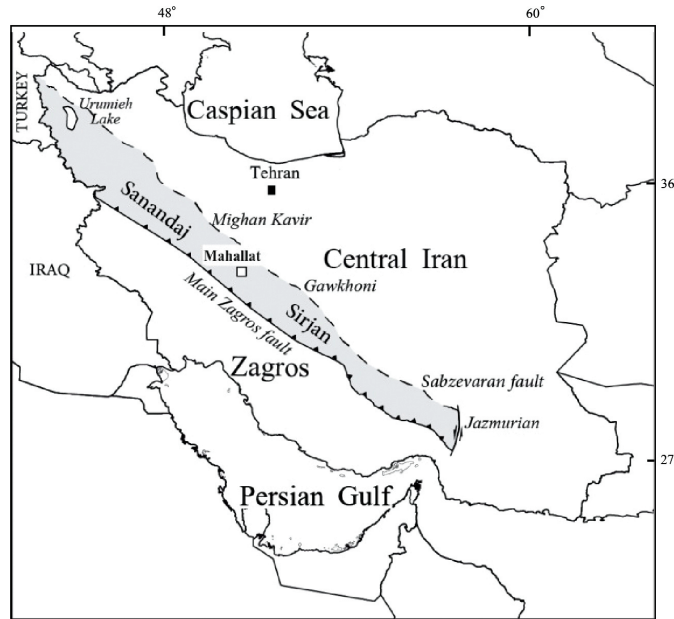 48°
60°
TURKEY
Urumieh
Lake
Caspian Sea
Tehran
36
Sanandaj
Mighan Kavir
Mahallat
Central Iran
IRAQ
Main Zagros fault
Gawkhoni
Sirjan
Zagros
Sabzevaran fault
Jazmurian
27
Persian Gulf